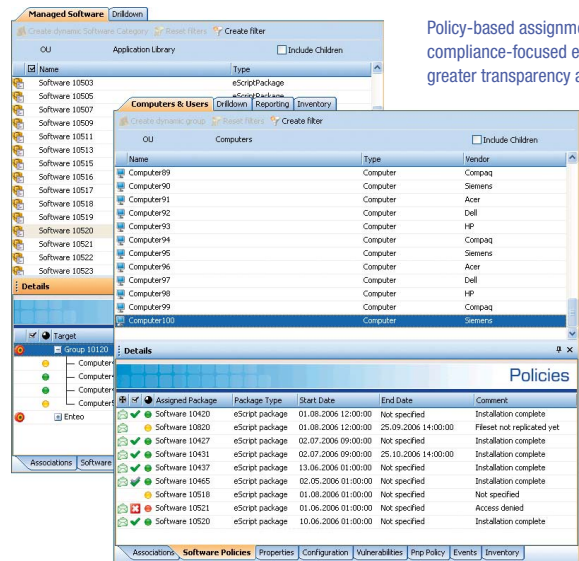 Managed Software Drilldown
Create dynamic Software Category Reset filters Create filter
OU Application Library Include Children
Name Type
Software 10503 eScriptPackage
Software 10505 eScriptPackage
Software 10507
Software 10509
Software 10511
Software 10513
Software 10515
Software 10516
Software 10517
Software 10518
Software 10519
Software 10520
Software 10521
Software 10522
Software 10523
Details
Target
Group 10120
Computer
Computer
Computer
Computer
Enteo
Associations Software
Policy-based assignme
compliance-focused e
greater transparency a
Computers & Users Drilldown Reporting Inventory
Create dynamic group Reset filters Create filter
OU Computers Include Children
Name Type Vendor
Computer89 Computer Compaq
Computer90 Computer Siemens
Computer91 Computer Acer
Computer92 Computer Dell
Computer93 Computer HP
Computer94 Computer Compaq
Computer95 Computer Siemens
Computer96 Computer Acer
Computer97 Computer Dell
Computer98 Computer HP
Computer99 Computer Compaq
Computer100 Computer Siemens
Details
Policies
Assigned Package Package Type Start Date End Date Comment
Software 10420 eScript package 01.08.2006 12:00:00 Not specified Installation complete
Software 10820 eScript package 01.08.2006 12:00:00 25.09.2006 14:00:00 Fileset not replicated yet
Software 10427 eScript package 02.07.2006 09:00:00 Not specified Installation complete
Software 10431 eScript package 02.07.2006 09:00:00 25.10.2006 14:00:00 Installation complete
Software 10437 eScript package 13.06.2006 01:00:00 Not specified Installation complete
Software 10465 eScript package 02.05.2006 01:00:00 Not specified Installation complete
Software 10518 eScript package 01.08.2006 01:00:00 Not specified Not specified
Software 10521 eScript package 01.06.2006 01:00:00 Not specified Access denied
Software 10520 eScript package 10.06.2006 01:00:00 Not specified Installation complete
Associations Software Policies Properties Configuration Vulnerabilities Pnp Policy Events Inventory